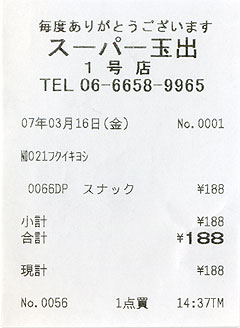 毎度ありがとうございます
スーパー玉出
1号店
TEL 06-6658-9965
07年03月16日(金) No.0001
№021フクイキヨシ
0066DP スナック ¥188
小計 ¥188
合計 ¥188
現計 ¥188
No.0056 1点買 14:37TM